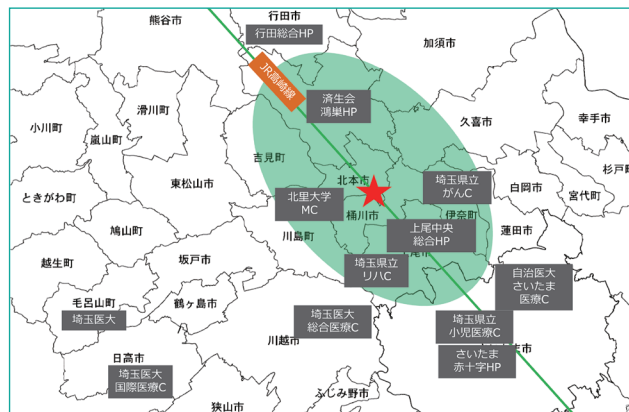 熊谷市
行田市
行田総合HP
加須市
JR高崎線
済生会
鴻巣HP
滑川町
久喜市
幸手市
小川町
嵐山町
吉見町
杉戸町
東松山市
北本市
埼玉県立
がんC
白岡市
宮代町
ときがわ町
北里大学
MC
桶川市
伊奈町
鳩山町
川島町
上尾中央
総合HP
蓮田市
越生町
坂戸市
埼玉県立
リハC
自治医大
さいたま
医療C
毛呂山町
鶴ヶ島市
埼玉医大
埼玉医大
総合医療C
埼玉県立
小児医療C
川越市
日高市
さいたま
赤十字HP
埼玉医大
国際医療C
ふじみ野市
狭山市